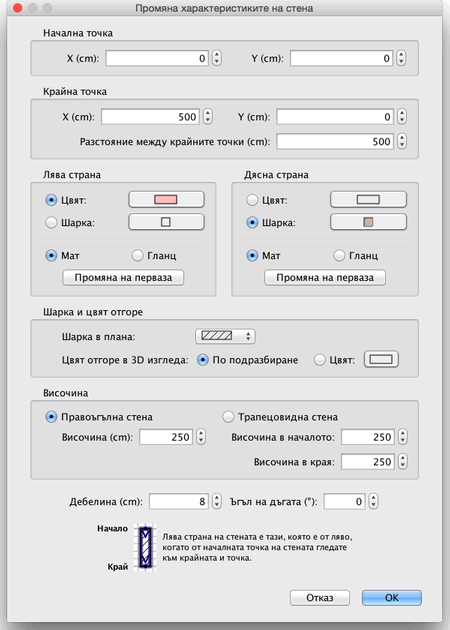 Промяна характеристиките на стена
Начална точка
X (cm): 0 Y (cm): 0
Крайна точка
X (cm): 500 Y (cm): 0
Разстояние между крайните точки (cm): 500
Лява страна Дясна страна
Цвят: Цвят:
Шарка: Шарка:
Мат Гланц Мат Гланц
Промяна на перваза Промяна на перваза
Шарка и цвят отгоре
Шарка в плана:
Цвят отгоре в 3D изгледа: По подразбиране Цвят:
Височина
Правоъгълна стена Трапецовидна стена
Височина (cm): 250 Височина в началото: 250
Височина в края: 250
Дебелина (cm): 8 Ъгъл на дъгата (°): 0
Начало
Лява страна на стената е тази, която е от ляво,
когато от началната точка на стената гледате
към крайната и точка.
Край
Отказ OK